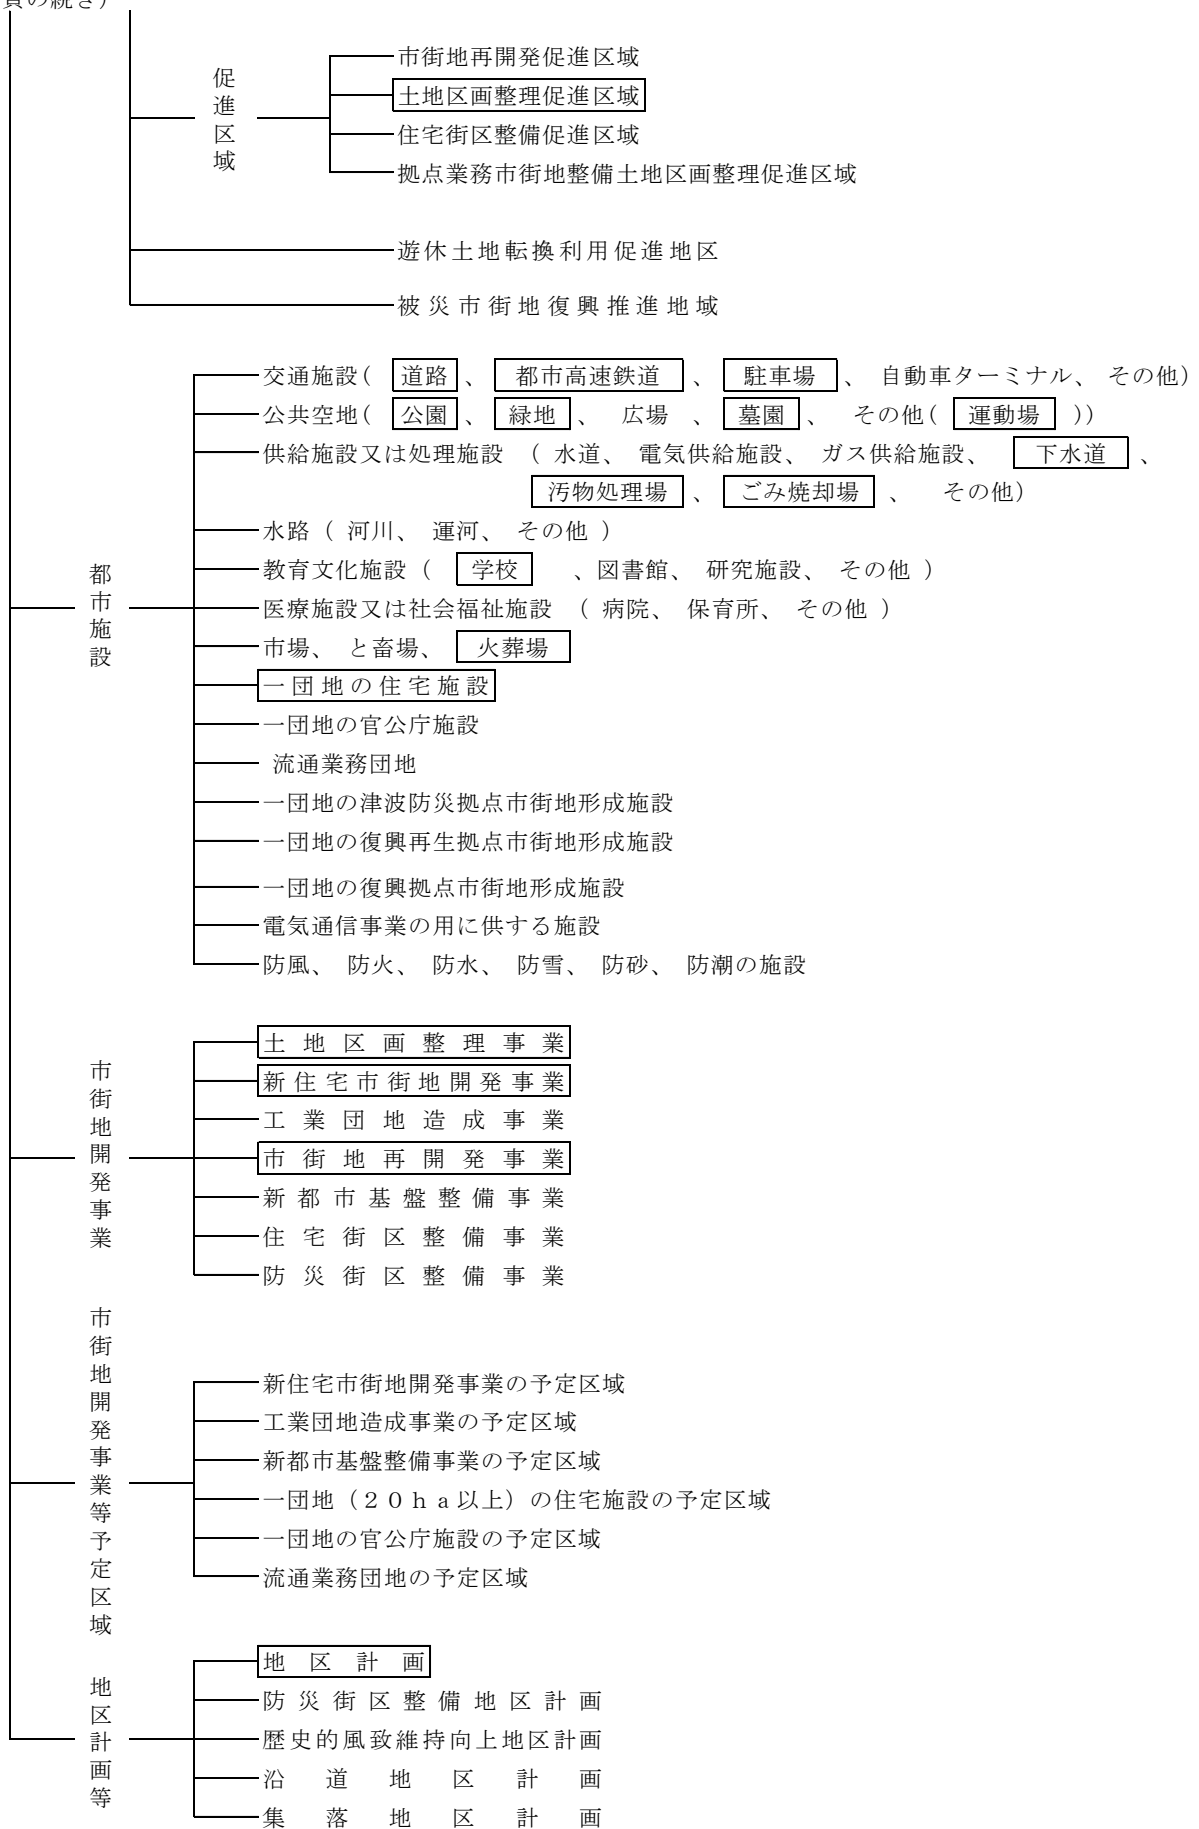 頁の続き）
促進区域
市街地再開発促進区域
土地区画整理促進区域
住宅街区整備促進区域
拠点業務市街地整備土地区画整理促進区域
遊休土地転換利用促進地区
被災市街地復興推進地域
都市施設
交通施設( 道路 、 都市高速鉄道 、 駐車場 、 自動車ターミナル、 その他)
公共空地( 公園 、 緑地 、 広場 、 墓園 、 その他( 運動場 ))
供給施設又は処理施設 ( 水道、 電気供給施設、 ガス供給施設、 下水道 、
汚物処理場 、 ごみ焼却場 、 その他)
水路 ( 河川、 運河、 その他 )
教育文化施設 ( 学校 、図書館、 研究施設、 その他 )
医療施設又は社会福祉施設 ( 病院、 保育所、 その他 )
市場、 と畜場、 火葬場
一団地の住宅施設
一団地の官公庁施設
流通業務団地
一団地の津波防災拠点市街地形成施設
一団地の復興再生拠点市街地形成施設
一団地の復興拠点市街地形成施設
電気通信事業の用に供する施設
防風、 防火、 防水、 防雪、 防砂、 防潮の施設
市街地開発事業
土地区画整理事業
新住宅市街地開発事業
工業団地造成事業
市街地再開発事業
新都市基盤整備事業
住宅街区整備事業
防災街区整備事業
市街地開発事業等予定区域
新住宅市街地開発事業の予定区域
工業団地造成事業の予定区域
新都市基盤整備事業の予定区域
一団地（２０ｈａ以上）の住宅施設の予定区域
一団地の官公庁施設の予定区域
流通業務団地の予定区域
地区計画等
地区計画
防災街区整備地区計画
歴史的風致維持向上地区計画
沿道地区計画
集落地区計画